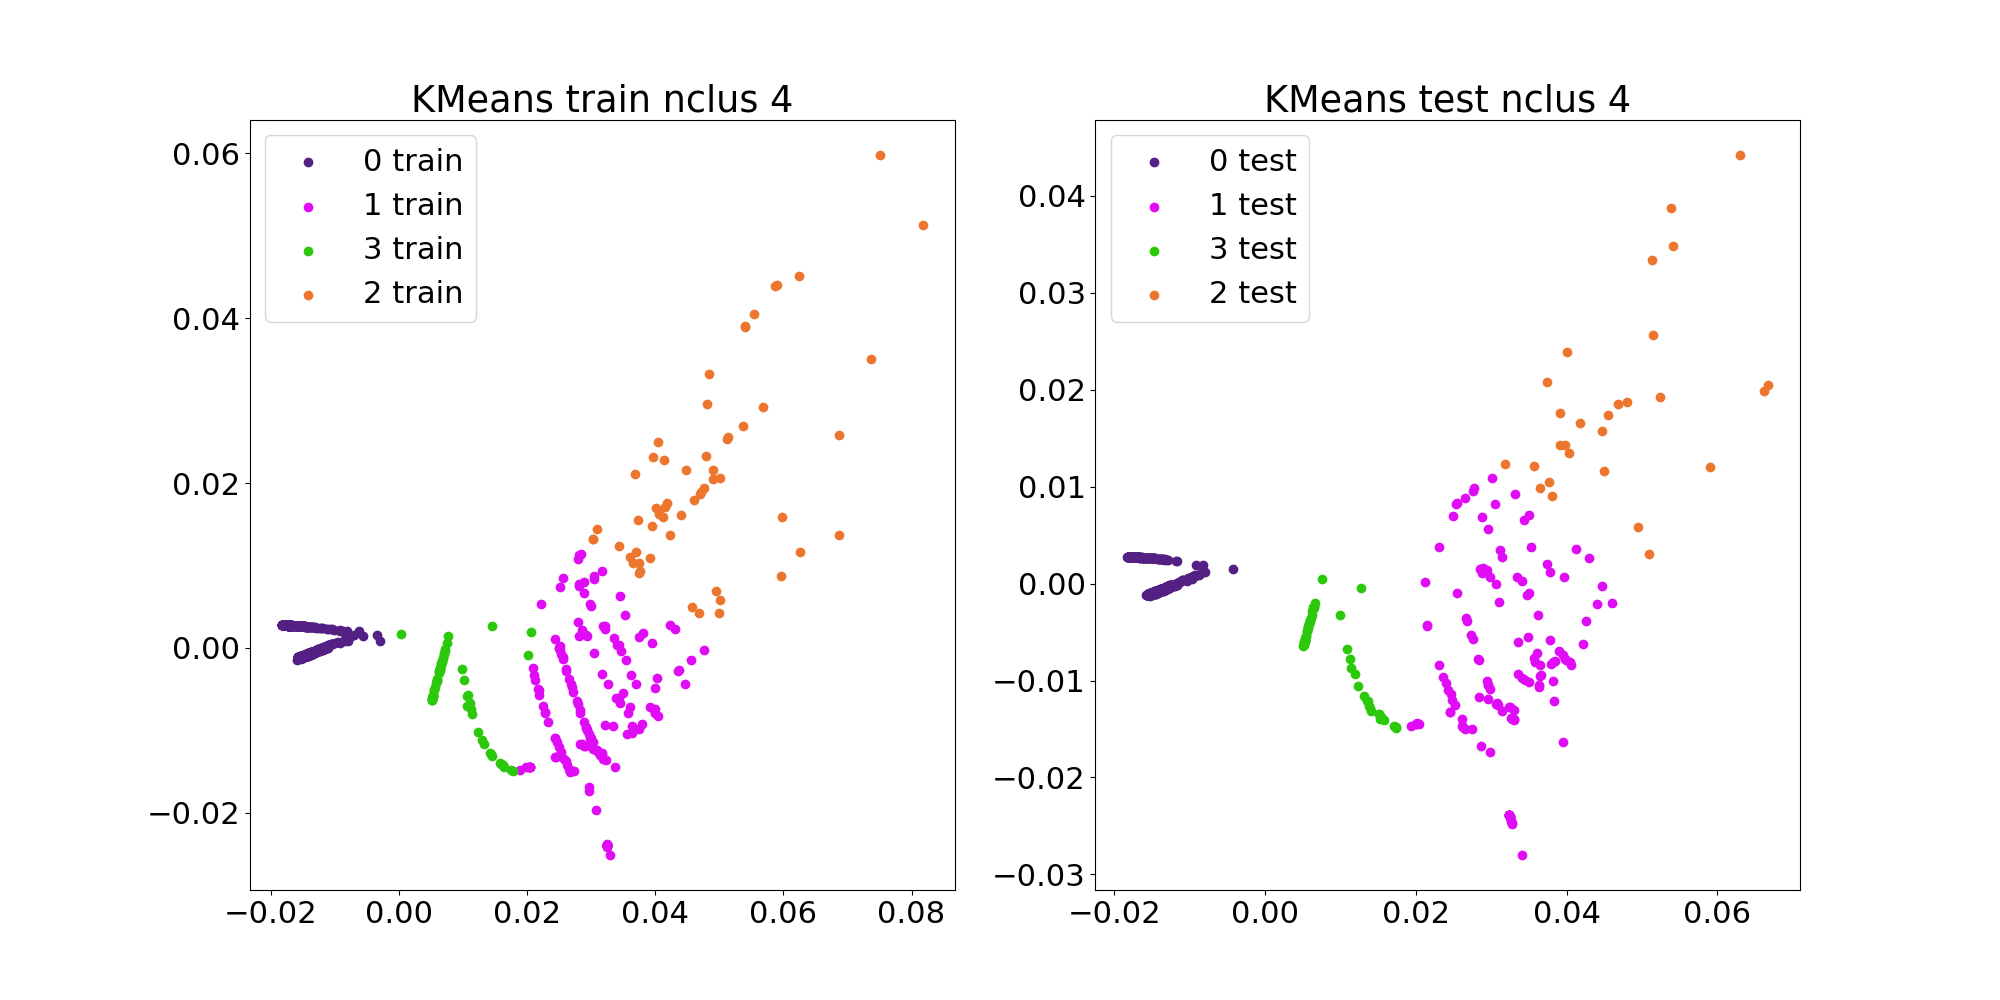 KMeans train nclus 4
0 train
1 train
3 train
2 train
0.06
0.04
0.02
0.00
−0.02
−0.02 0.00 0.02 0.04 0.06 0.08
KMeans test nclus 4
0 test
1 test
3 test
2 test
0.04
0.03
0.02
0.01
0.00
−0.01
−0.02
−0.03
−0.02 0.00 0.02 0.04 0.06